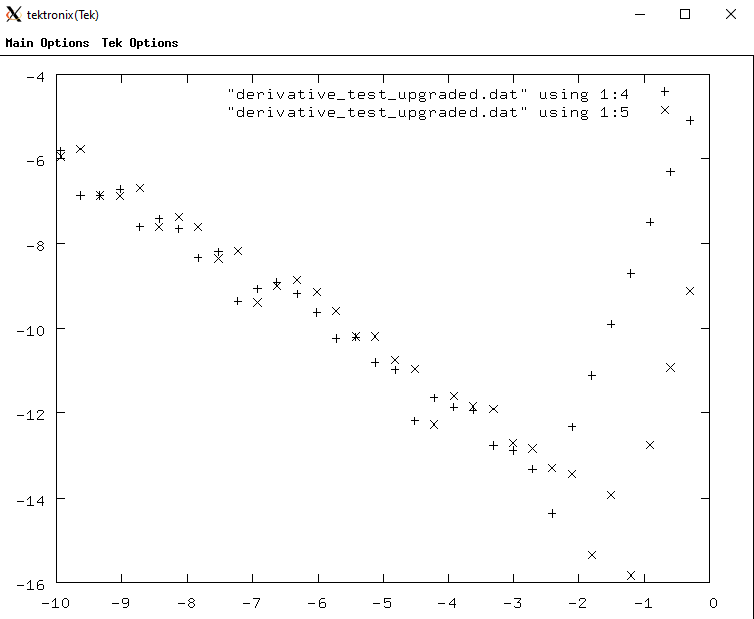 tektronix(Tek)
Main Options Tek Options
"derivative_test_upgraded.dat" using 1:4
"derivative_test_upgraded.dat" using 1:5
-4
-6
-8
-10
-12
-14
-16
-10 -9 -8 -7 -6 -5 -4 -3 -2 -1 0